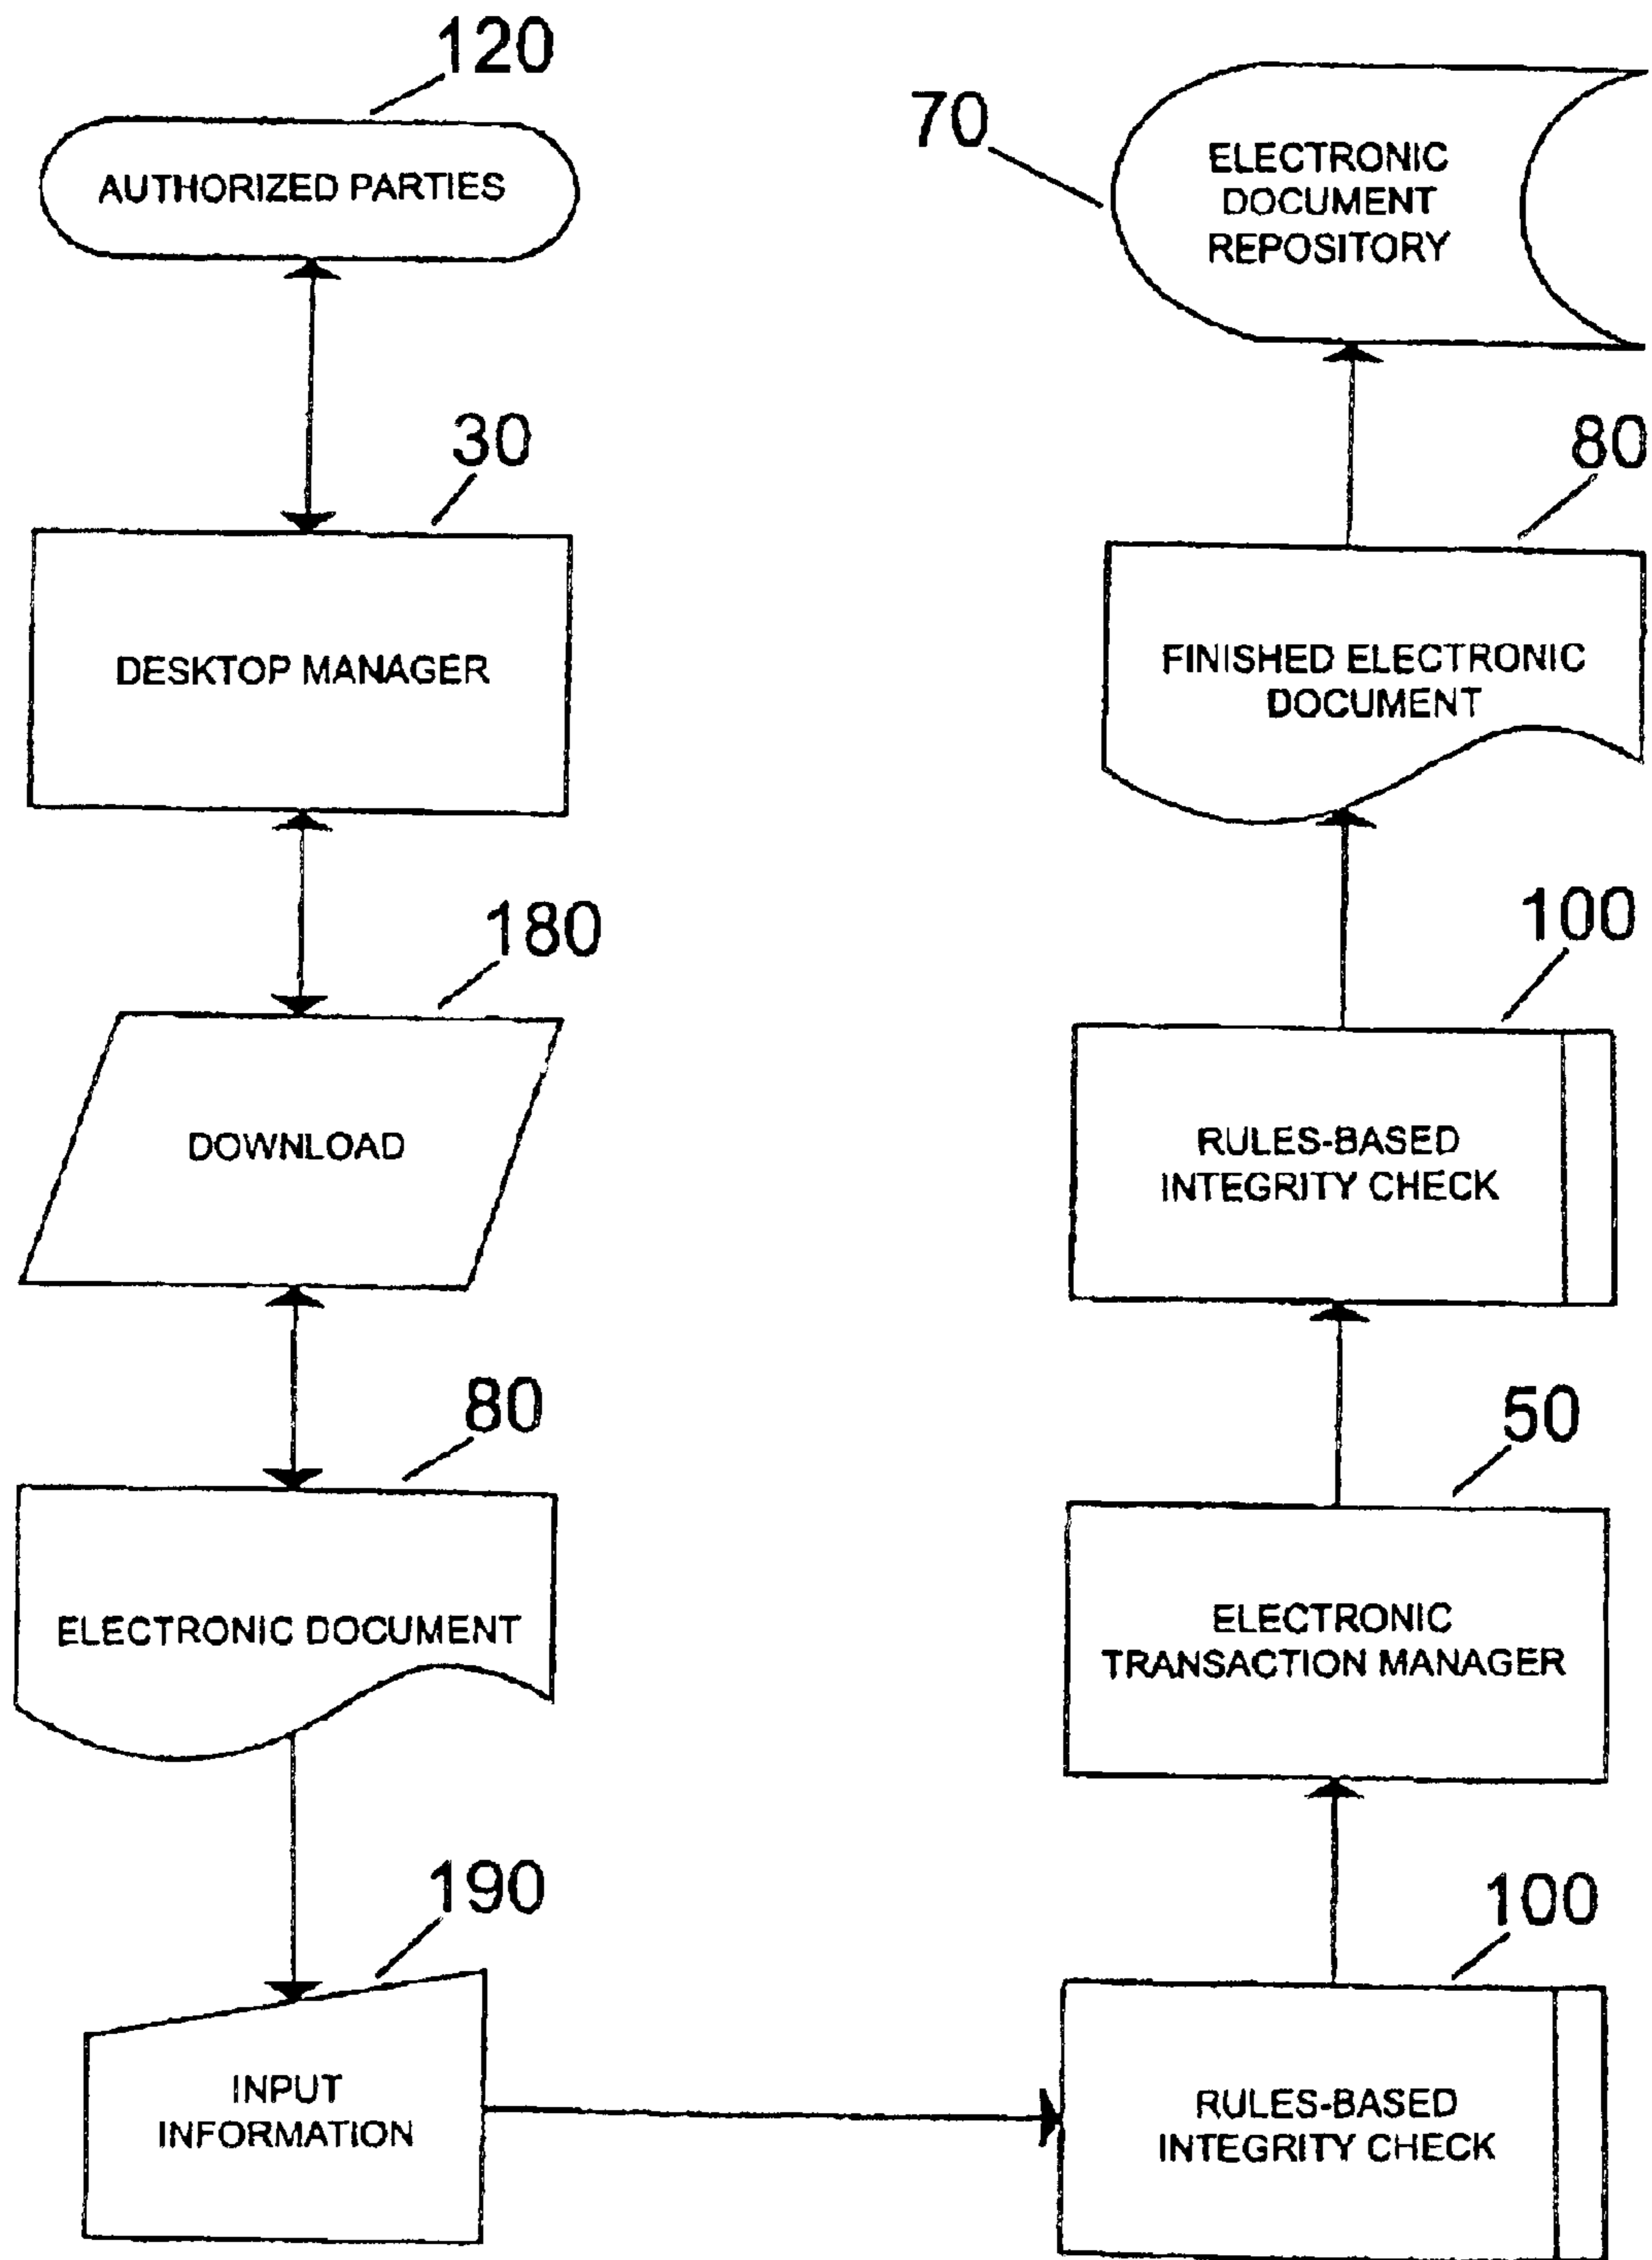 120
AUTHORIZED PARTIES
30
DESKTOP MANAGER
180
DOWNLOAD
80
ELECTRONIC DOCUMENT
190
INPUT
INFORMATION
70
ELECTRONIC
DOCUMENT
REPOSITORY
80
FINISHED ELECTRONIC
DOCUMENT
100
RULES-BASED
INTEGRITY CHECK
50
ELECTRONIC
TRANSACTION MANAGER
100
RULES-BASED
INTEGRITY CHECK